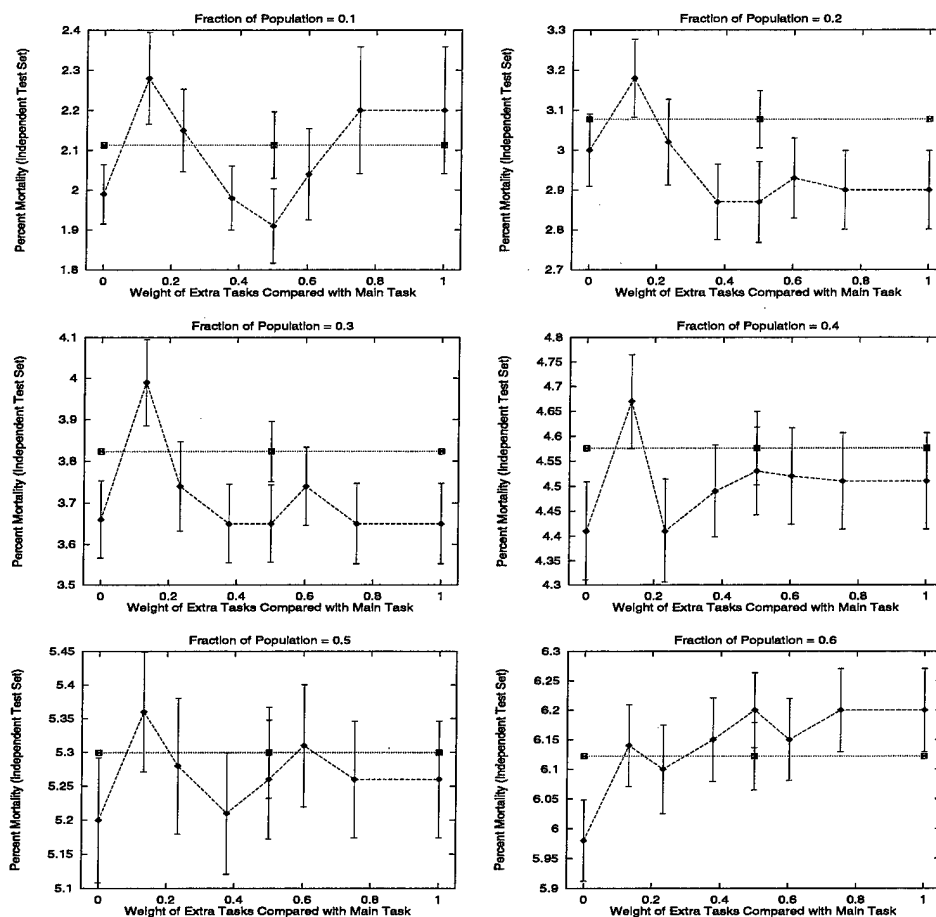 Fraction of Population = 0.1
Percent Mortality (Independent Test Set)
2.4
2.3
2.2
2.1
2
1.9
1.8
0 0.2 0.4 0.6 0.8 1
Weight of Extra Tasks Compared with Main Task
Fraction of Population = 0.2
Percent Mortality (Independent Test Set)
3.3
3.2
3.1
3
2.9
2.8
2.7
0 0.2 0.4 0.6 0.8 1
Weight of Extra Tasks Compared with Main Task
Fraction of Population = 0.3
Percent Mortality (Independent Test Set)
4.1
4
3.9
3.8
3.7
3.6
3.5
0 0.2 0.4 0.6 0.8 1
Weight of Extra Tasks Compared with Main Task
Fraction of Population = 0.4
Percent Mortality (Independent Test Set)
4.8
4.75
4.7
4.65
4.6
4.55
4.5
4.45
4.4
4.35
4.3
0 0.2 0.4 0.6 0.8 1
Weight of Extra Tasks Compared with Main Task
Fraction of Population = 0.5
Percent Mortality (Independent Test Set)
5.45
5.4
5.35
5.3
5.25
5.2
5.15
5.1
0 0.2 0.4 0.6 0.8 1
Weight of Extra Tasks Compared with Main Task
Fraction of Population = 0.6
Percent Mortality (Independent Test Set)
6.3
6.25
6.2
6.15
6.1
6.05
6
5.95
5.9
0 0.2 0.4 0.6 0.8 1
Weight of Extra Tasks Compared with Main Task